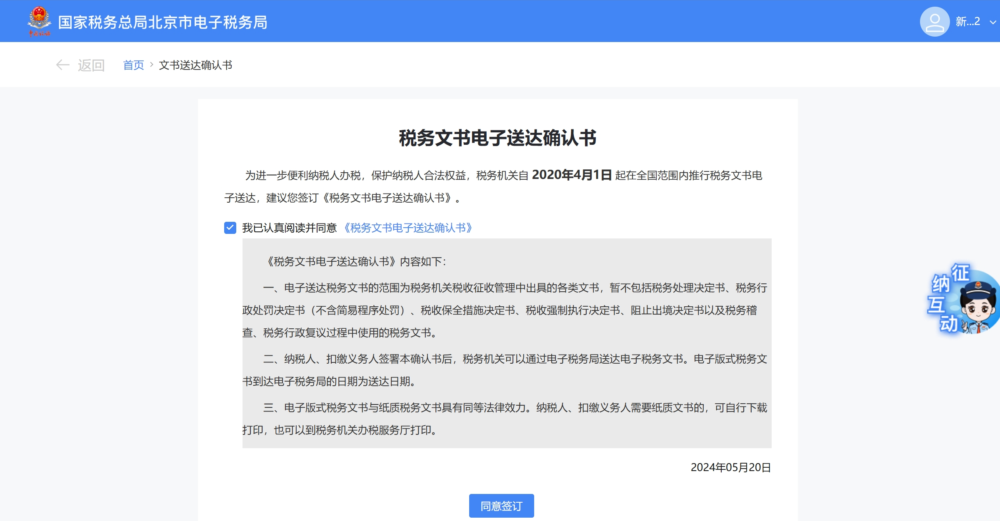 国家税务总局北京市电子税务局
新...2
返回 首页 > 文书送达确认书
税务文书电子送达确认书
为进一步便利纳税人办税，保护纳税人合法权益，税务机关自 2020年4月1日 起在全国范围内推行税务文书电
子送达，建议您签订《税务文书电子送达确认书》。
我已认真阅读并同意 《税务文书电子送达确认书》
《税务文书电子送达确认书》内容如下：
一、电子送达税务文书的范围为税务机关税收征收管理中出具的各类文书，暂不包括税务处理决定书、税务行
政处罚决定书（不含简易程序处罚）、税收保全措施决定书、税收强制执行决定书、阻止出境决定书以及税务稽
查、税务行政复议过程中使用的税务文书。
二、纳税人、扣缴义务人签署本确认书后，税务机关可以通过电子税务局送达电子税务文书。电子版式税务文
书到达电子税务局的日期为送达日期。
三、电子版式税务文书与纸质税务文书具有同等法律效力。纳税人、扣缴义务人需要纸质文书的，可自行下载
打印，也可以到税务机关办税服务厅打印。
2024年05月20日
同意签订
征
纳
互
动